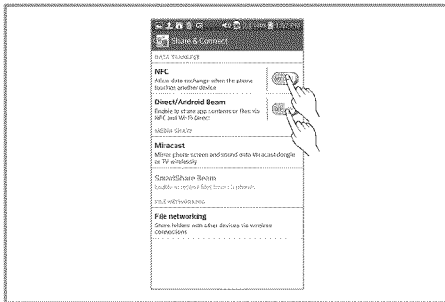 Share & Connect
DATA TRANSFER
NFC
Allow data exchange when the phone
touches another device
Direct/Android Beam
Enable to share app contents or files via
NFC and Wi-Fi Direct
MEDIA SHARE
Miracast
Mirror phone screen and sound onto Miracast dongle
or TV wirelessly
SmartShare Beam
FILE NETWORKING
File networking
Share folders with other devices via wireless
connections